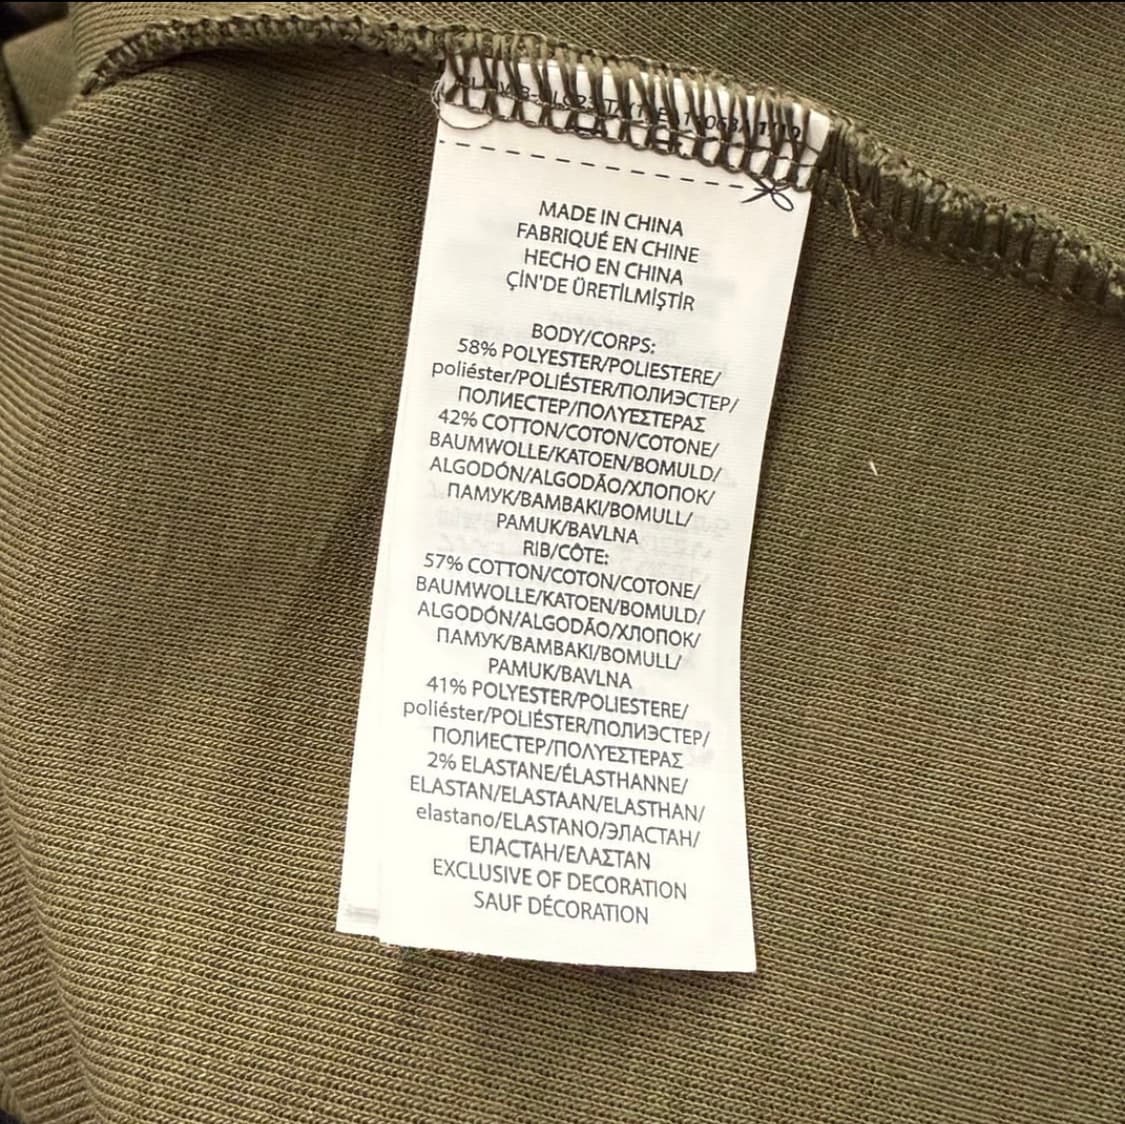 MADE IN CHINA
FABRIQUÉ EN CHINE
HECHO EN CHINA
ÇİN'DE ÜRETİLMİŞTİR
BODY/CORPS:
58% POLYESTER/POLIESTERE/
poliéster/POLIÉSTER/ПОЛИЭСТЕР/
ПОЛИЕСТЕР/ΠΟΛΥΕΣΤΕΡΑΣ
42% COTTON/COTON/COTONE/
BAUMWOLLE/KATOEN/BOMULD/
ALGODÓN/ALGODÃO/ХЛОПОК/
ПАМУК/BAMBAKI/BOMULL/
PAMUK/BAVLNA
RIB/CÔTE:
57% COTTON/COTON/COTONE/
BAUMWOLLE/KATOEN/BOMULD/
ALGODÓN/ALGODÃO/ХЛОПОК/
ПАМУК/BAMBAKI/BOMULL/
PAMUK/BAVLNA
41% POLYESTER/POLIESTERE/
poliéster/POLIÉSTER/ПОЛИЭСТЕР/
ПОЛИЕСТЕР/ΠΟΛΥΕΣΤΕΡΑΣ
2% ELASTANE/ÉLASTHANNE/
ELASTAN/ELASTAAN/ELASTHAN/
elastano/ELASTANO/ЭЛАСТАН/
ЕЛАСТАН/ΕΛΑΣΤΑΝ
EXCLUSIVE OF DECORATION
SAUF DÉCORATION